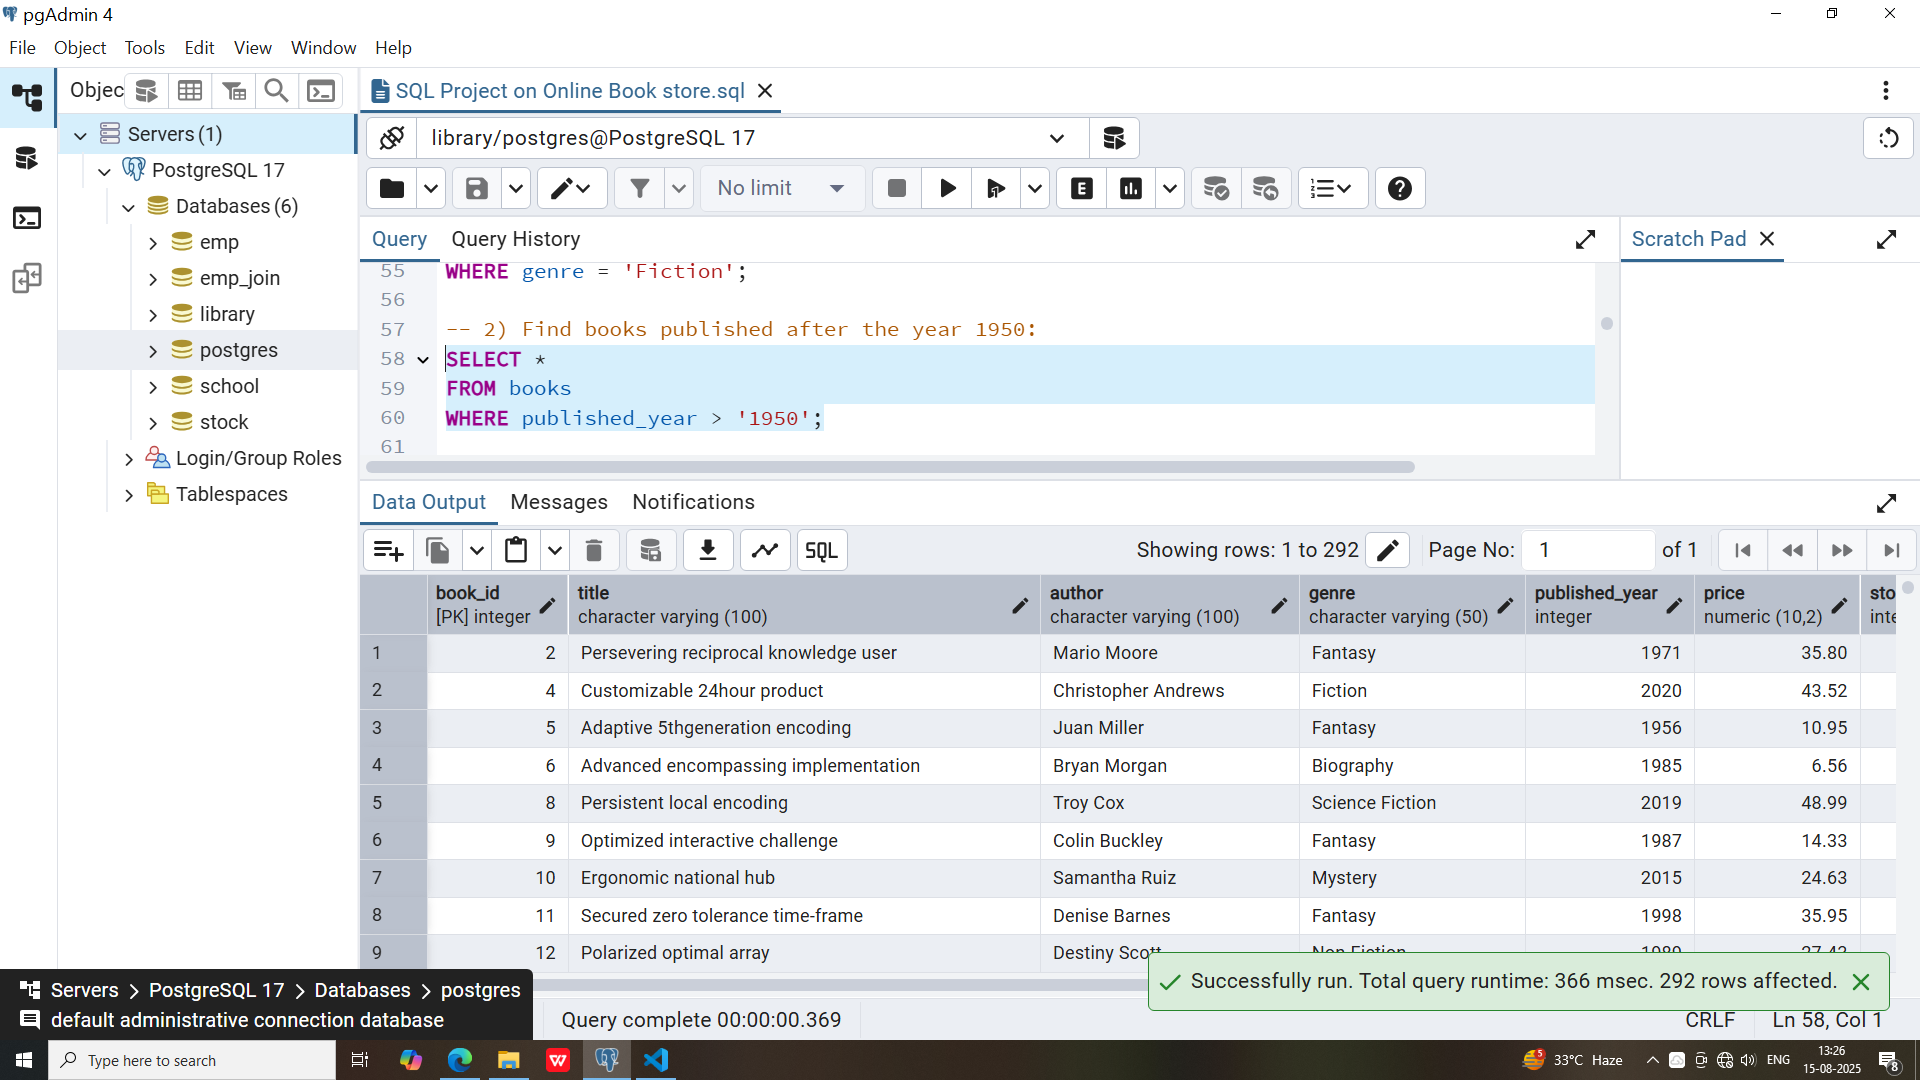 pgAdmin 4
File Object Tools Edit View Window Help
Objec
SQL Project on Online Book store.sql
Servers (1)
PostgreSQL 17
Databases (6)
emp
emp_join
library
postgres
school
stock
Login/Group Roles
Tablespaces
library/postgres@PostgreSQL 17
No limit
E
Query Query History
Scratch Pad
55 WHERE genre = 'Fiction';
56
57 -- 2) Find books published after the year 1950:
58 SELECT *
59 FROM books
60 WHERE published_year > '1950';
61
Data Output Messages Notifications
SQL
Showing rows: 1 to 292
Page No: 1 of 1
book_id title author genre published_year price sto
[PK] integer character varying (100) character varying (100) character varying (50) integer numeric (10,2) inte
1 2 Persevering reciprocal knowledge user Mario Moore Fantasy 1971 35.80
2 4 Customizable 24hour product Christopher Andrews Fiction 2020 43.52
3 5 Adaptive 5thgeneration encoding Juan Miller Fantasy 1956 10.95
4 6 Advanced encompassing implementation Bryan Morgan Biography 1985 6.56
5 8 Persistent local encoding Troy Cox Science Fiction 2019 48.99
6 9 Optimized interactive challenge Colin Buckley Fantasy 1987 14.33
7 10 Ergonomic national hub Samantha Ruiz Mystery 2015 24.63
8 11 Secured zero tolerance time-frame Denise Barnes Fantasy 1998 35.95
9 12 Polarized optimal array Destiny Scott Non Fiction
Successfully run. Total query runtime: 366 msec. 292 rows affected.
Servers > PostgreSQL 17 > Databases > postgres
default administrative connection database
Query complete 00:00:00.369
CRLF
Ln 58, Col 1
Type here to search
5
33°C Haze
ENG
13:26
15-08-2025
8